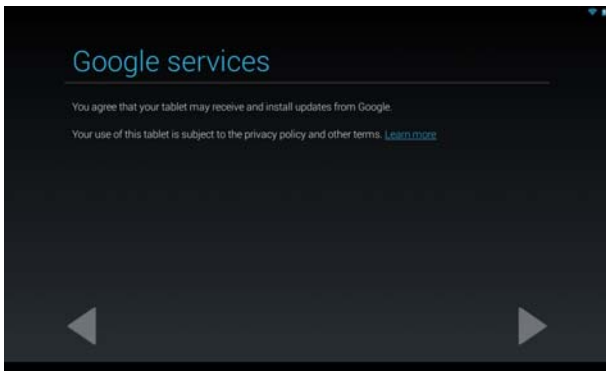 Google services
You agree that your tablet may receive and install updates from Google.
Your use of this tablet is subject to the privacy policy and other terms. Learn more